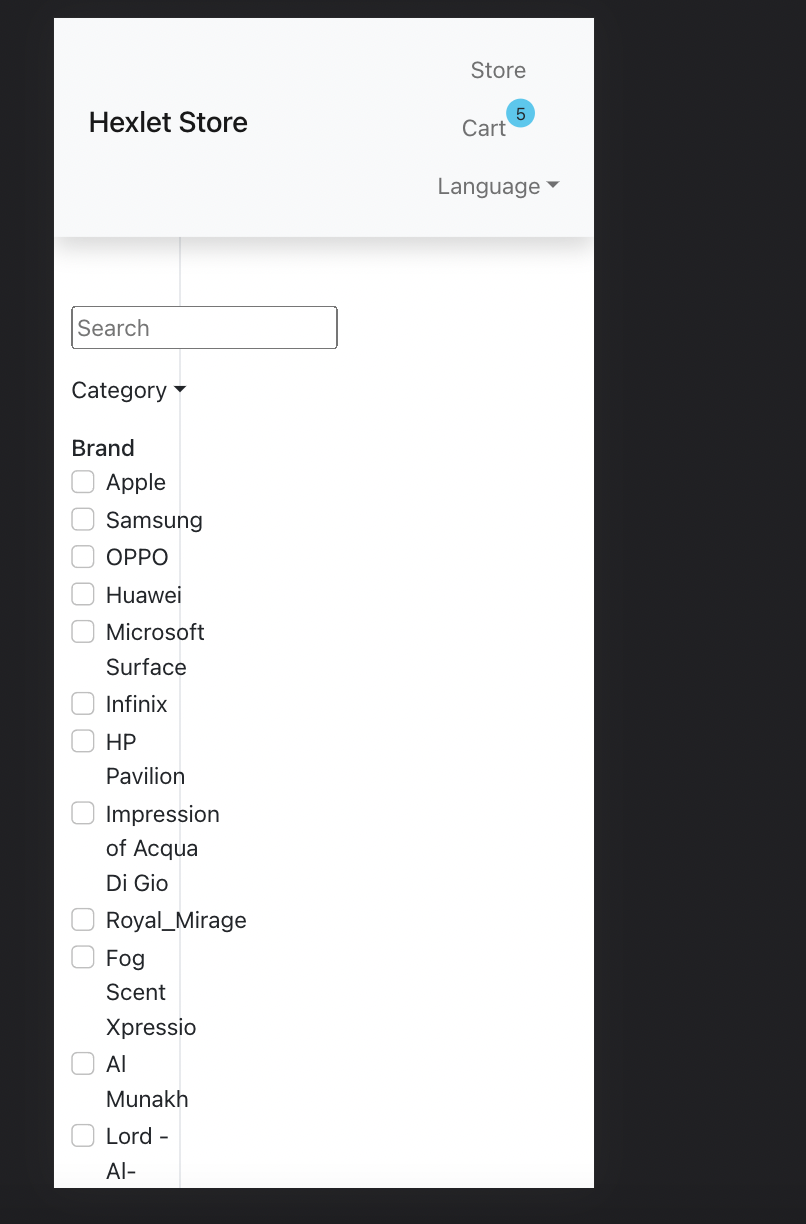 Store
Hexlet Store
Cart 5
Language
Search
Category
Brand
Apple
Samsung
OPPO
Huawei
Microsoft
Surface
Infinix
HP
Pavilion
Impression
of Acqua
Di Gio
Royal_Mirage
Fog
Scent
Xpressio
Al
Munakh
Lord -
Al-